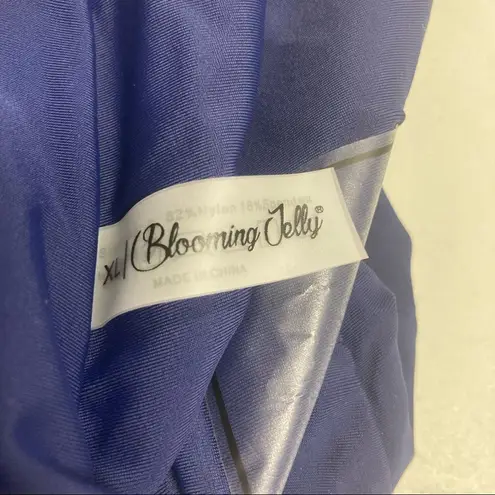 82% Nylon 18% Spandex
XL | Blooming Jelly®
MADE IN CHINA